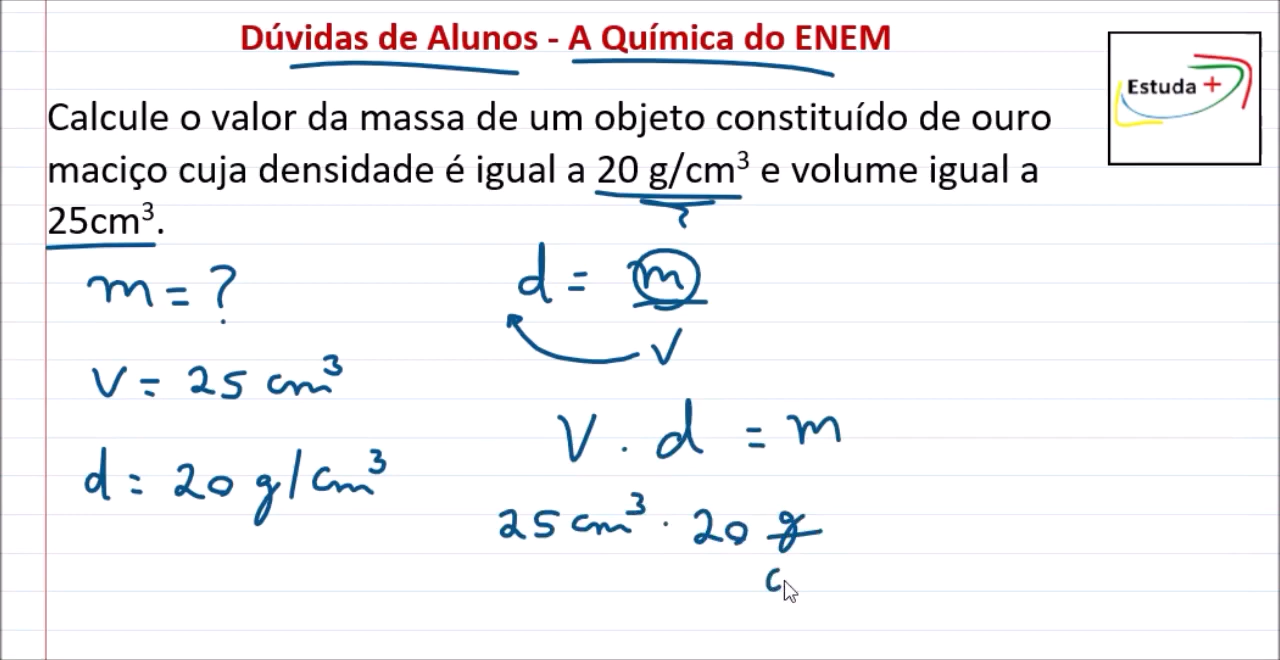 Dúvidas de Alunos - A Química do ENEM
Estuda +
Calcule o valor da massa de um objeto constituído de ouro
maciço cuja densidade é igual a 20 g/cm³ e volume igual a
25cm³.
m = ?
V = 25 cm³
d = 20 g/cm³
d = m
V
V . d = m
25 cm³ . 20 g
c